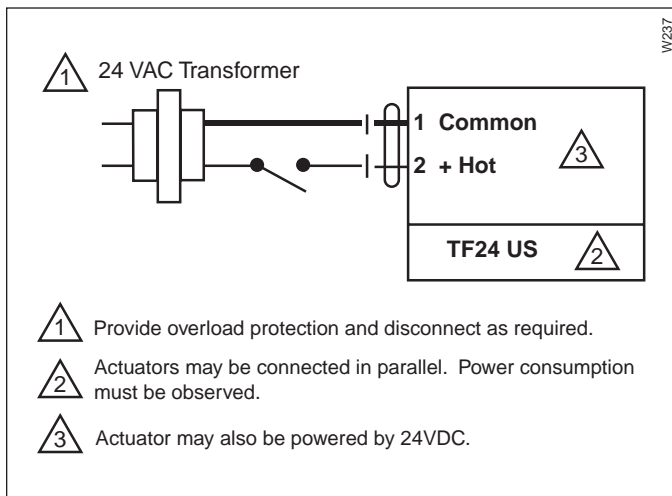 W237
1 24 VAC Transformer
1 Common
2 + Hot
3
TF24 US 2
1 Provide overload protection and disconnect as required.
2 Actuators may be connected in parallel. Power consumption
must be observed.
3 Actuator may also be powered by 24VDC.